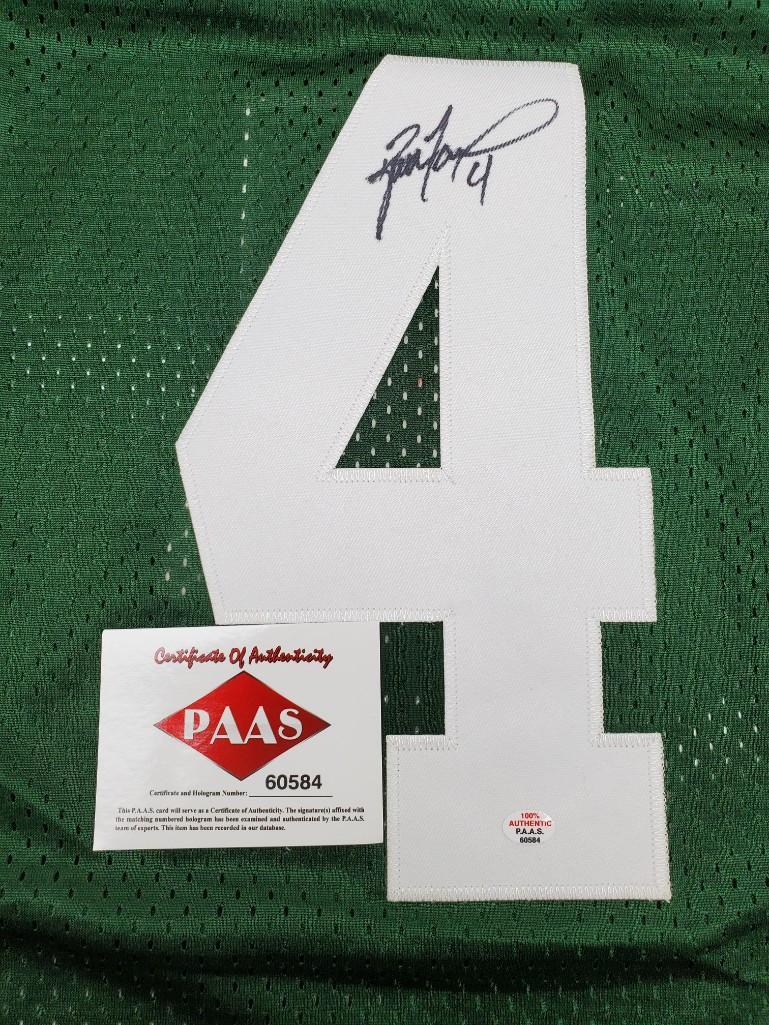 4
4
Certificate Of Authenticity
PAAS
Certificate and Hologram Number: 60584
This P.A.A.S. card will serve as a Certificate of Authenticity. The signature(s) affixed with
the matching numbered hologram has been examined and authenticated by the P.A.A.S.
team of experts. This item has been recorded in our database.
100%
AUTHENTIC
P.A.A.S.
60584